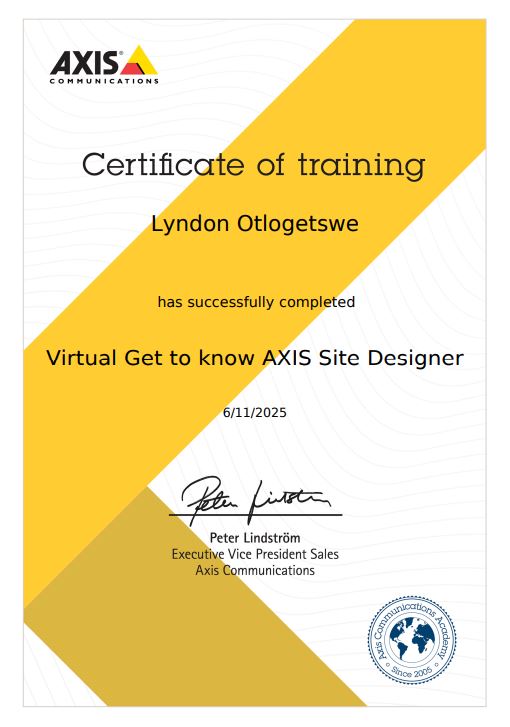 AXIS
COMMUNICATIONS
Certificate of training
Lyndon Otlogetswe
has successfully completed
Virtual Get to know AXIS Site Designer
6/11/2025
Peter Lindström
Peter Lindström
Executive Vice President Sales
Axis Communications
Axis Communications Academy
Since 2005